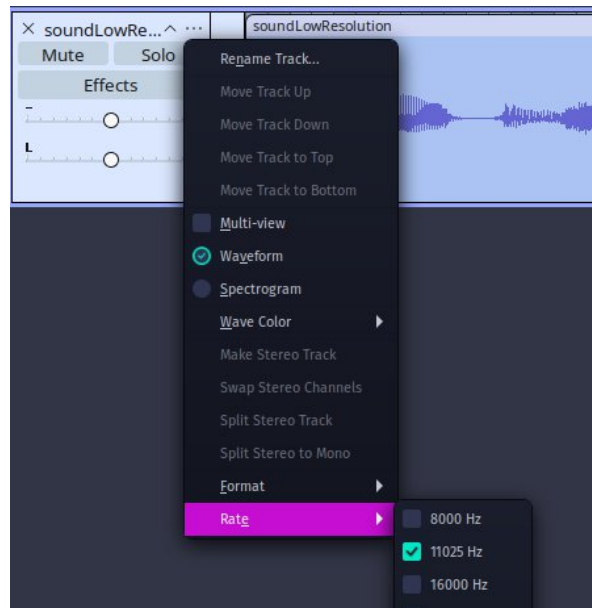 soundLowRe...
soundLowResolution
Mute
Solo
Effects
-
L
Rename Track...
Move Track Up
Move Track Down
Move Track to Top
Move Track to Bottom
Multi-view
Waveform
Spectrogram
Wave Color
Make Stereo Track
Swap Stereo Channels
Split Stereo Track
Split Stereo to Mono
Format
Rate
8000 Hz
11025 Hz
16000 Hz